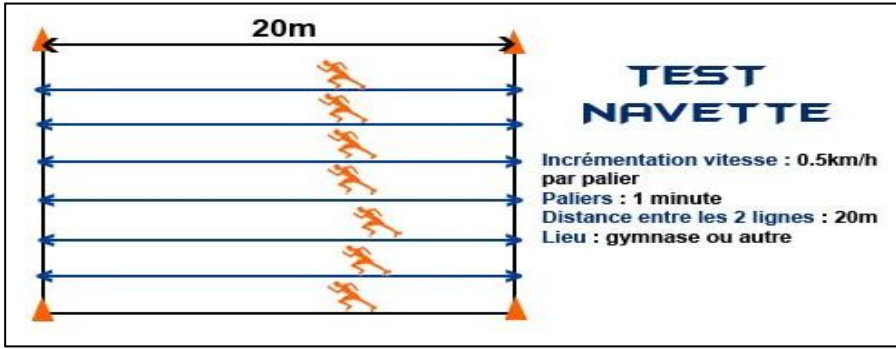 20m
TEST
NAVETTE
Incrémentation vitesse : 0.5km/h
par palier
Paliers : 1 minute
Distance entre les 2 lignes : 20m
Lieu : gymnase ou autre